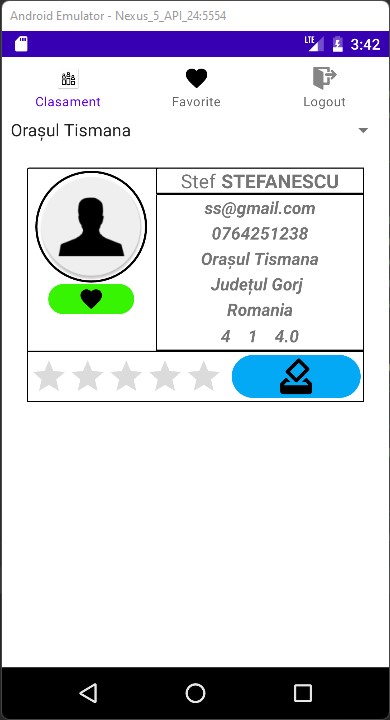 Android Emulator - Nexus_5_API_24:5554
LTE 3:42
Clasament Favorite Logout
Orașul Tismana
Stef STEFANESCU
ss@gmail.com
0764251238
Orașul Tismana
Județul Gorj
Romania
4 1 4.0